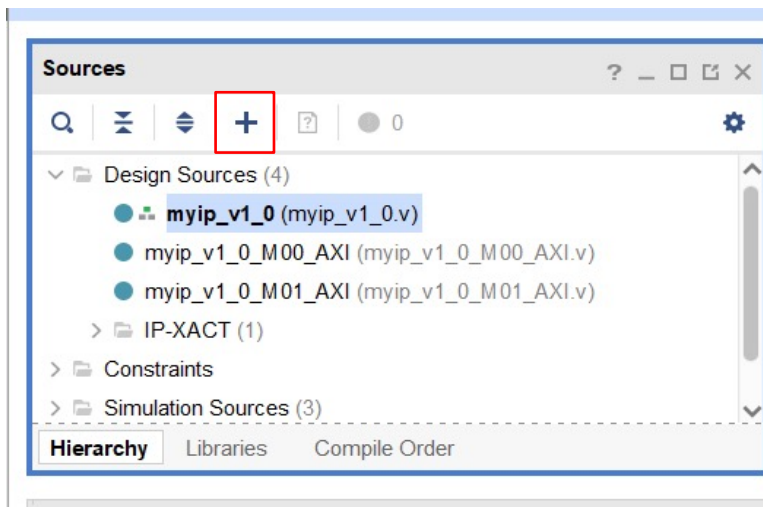 Sources
0
Design Sources (4)
myip_v1_0 (myip_v1_0.v)
myip_v1_0_M00_AXI (myip_v1_0_M00_AXI.v)
myip_v1_0_M01_AXI (myip_v1_0_M01_AXI.v)
IP-XACT (1)
Constraints
Simulation Sources (3)
Hierarchy Libraries Compile Order